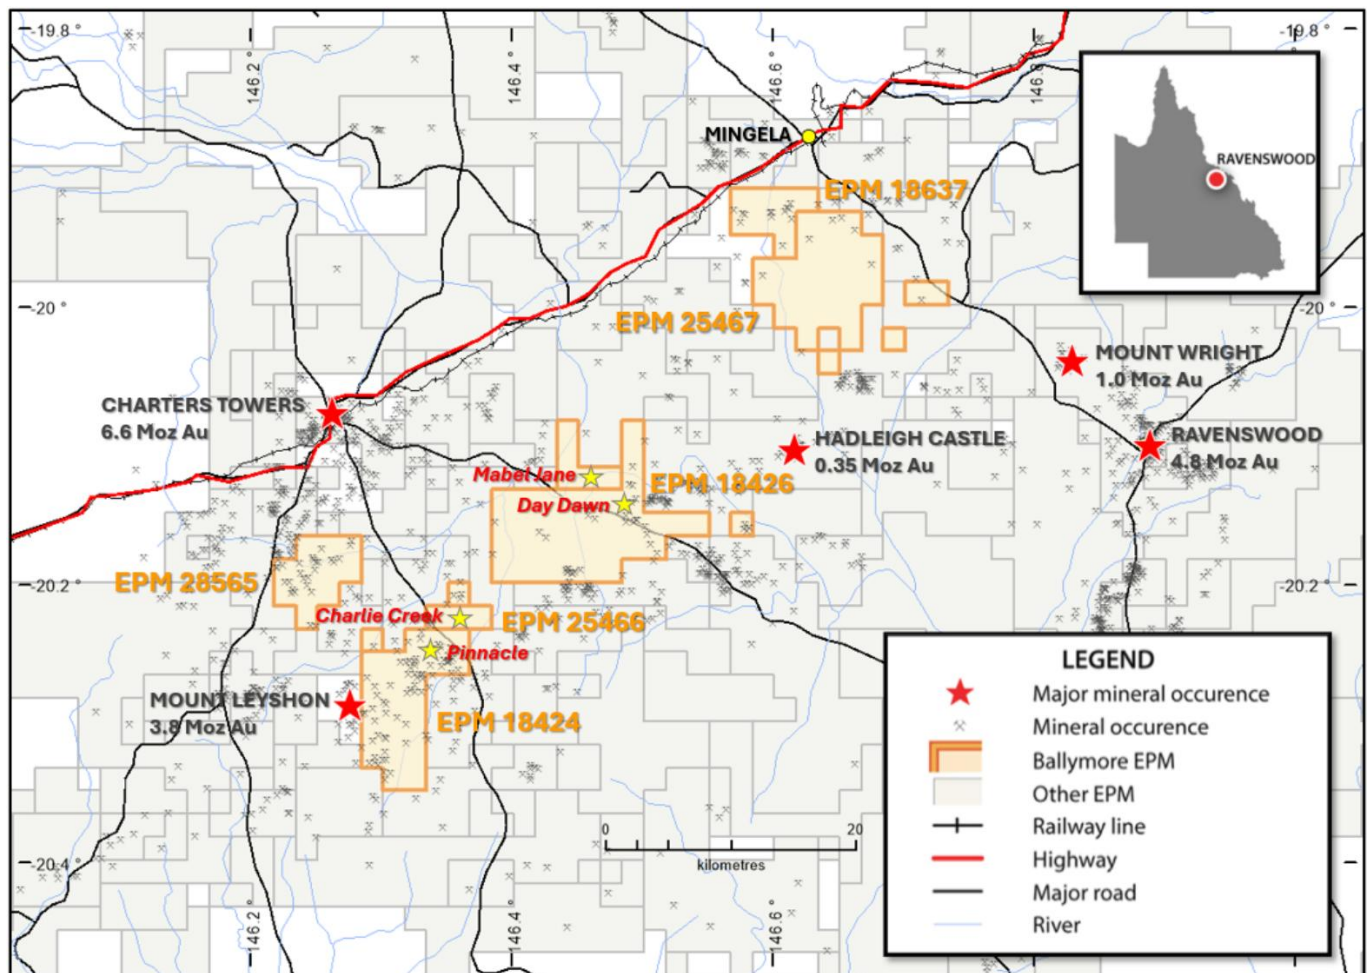 -19.8°
-19.8°
146.2°
146.4°
146.6°
MINGELA
RAVENSWOOD
EPM 18637
-20°
-20°
EPM 25467
MOUNT WRIGHT
1.0 Moz Au
CHARTERS TOWERS
6.6 Moz Au
HADLEIGH CASTLE
0.35 Moz Au
RAVENSWOOD
4.8 Moz Au
Mabel Jane
EPM 18426
Day Dawn
EPM 28565
-20.2°
-20.2°
Charlie Creek
EPM 25466
Pinnacle
MOUNT LEYSHON
3.8 Moz Au
EPM 18424
LEGEND
Major mineral occurence
Mineral occurence
Ballymore EPM
Other EPM
Railway line
Highway
Major road
River
0 20
kilometres
-20.4°
146.2°
146.4°
146.6°